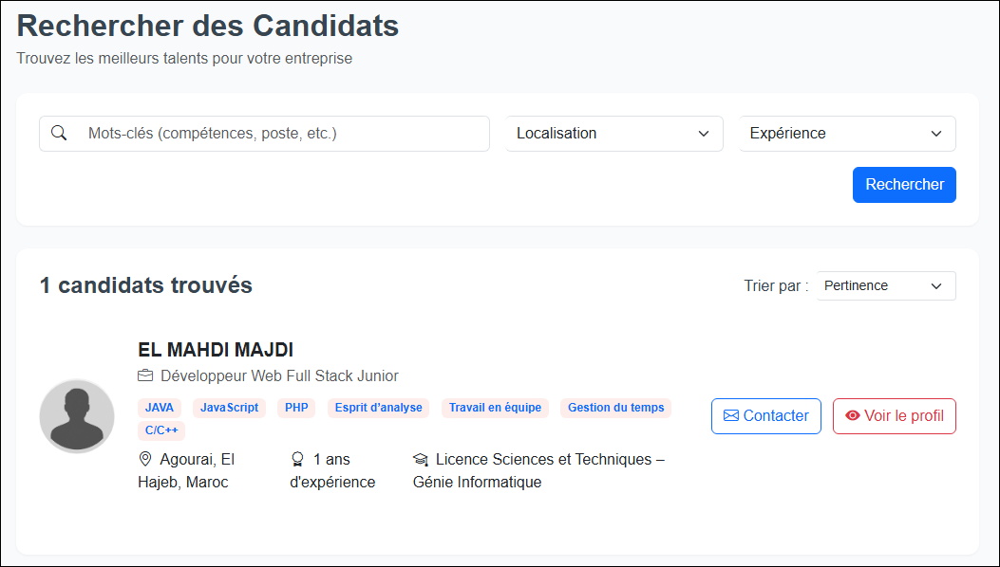 Rechercher des Candidats
Trouvez les meilleurs talents pour votre entreprise
Mots-clés (compétences, poste, etc.)
Localisation
Expérience
Rechercher
1 candidats trouvés
Trier par :
Pertinence
EL MAHDI MAJDI
Développeur Web Full Stack Junior
JAVA JavaScript PHP Esprit d'analyse Travail en équipe Gestion du temps
C/C++
Contacter
Voir le profil
Agourai, El
Hajeb, Maroc
1 ans
d'expérience
Licence Sciences et Techniques –
Génie Informatique